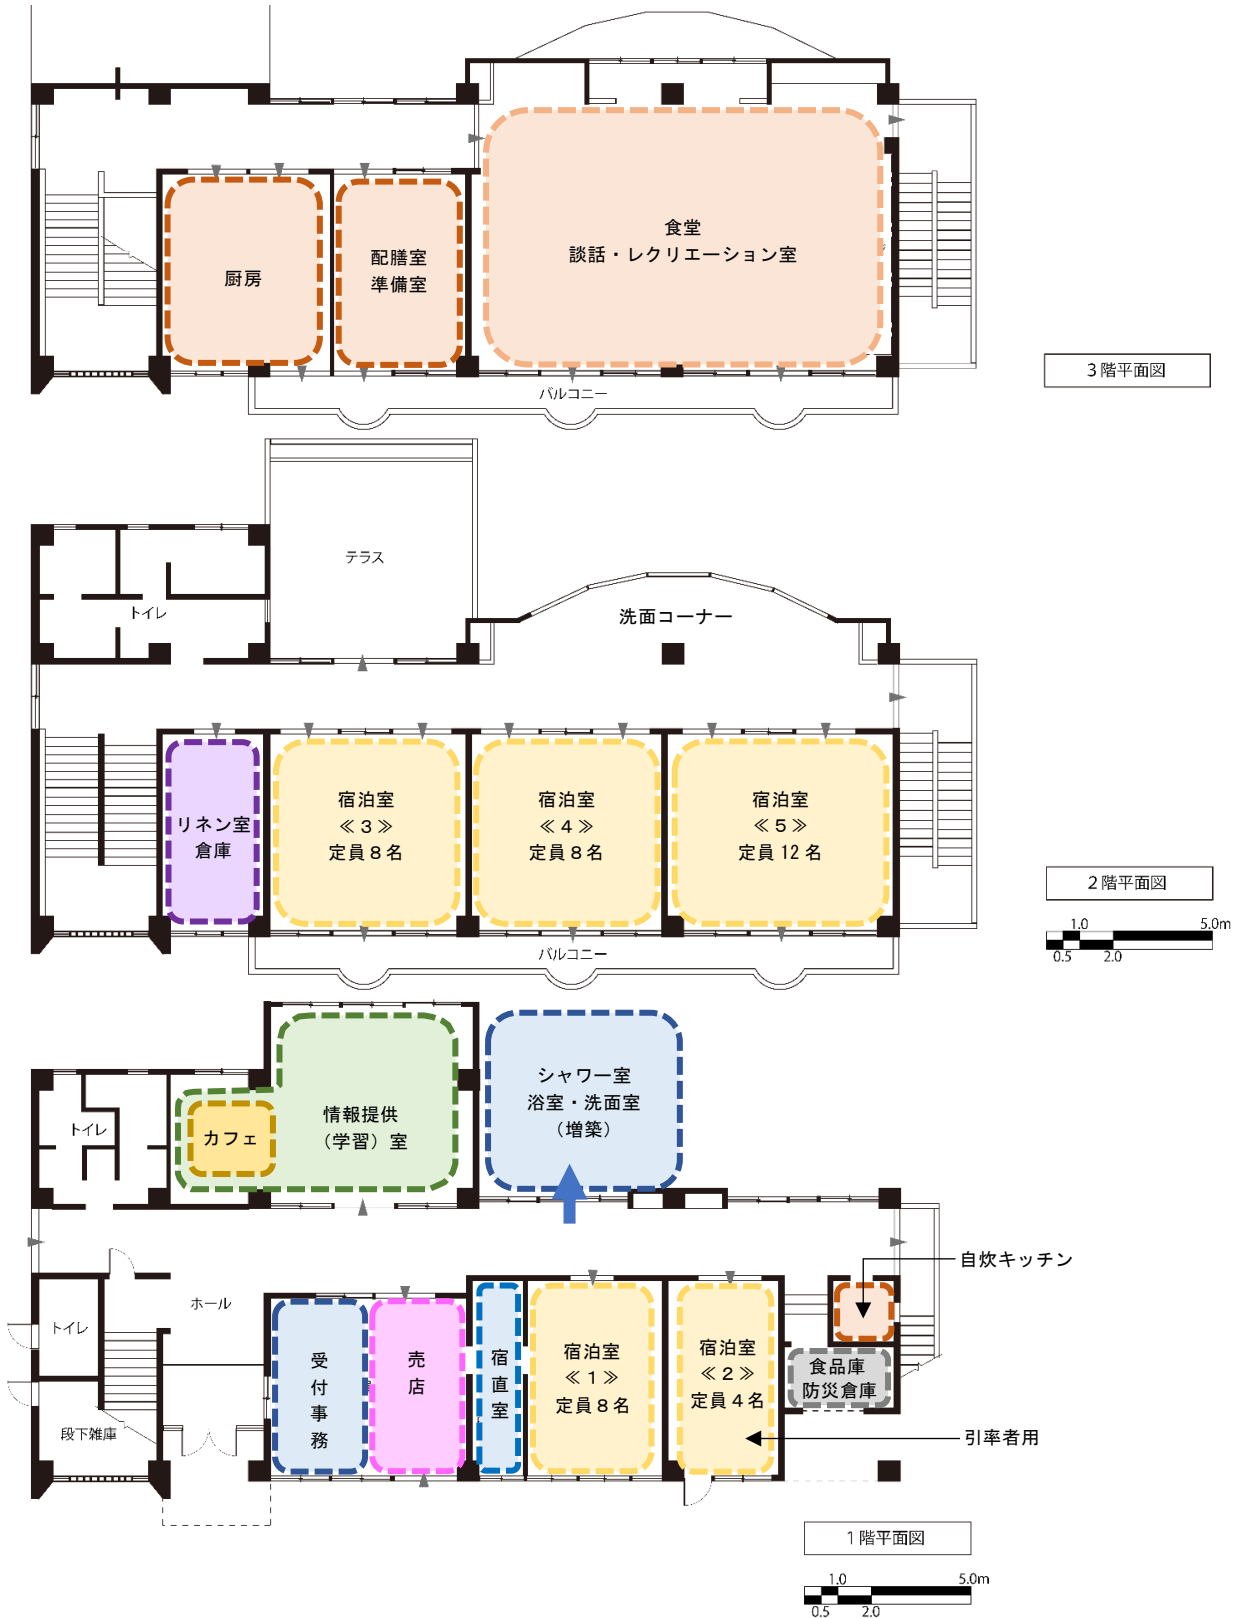 食堂
談話・レクリエーション室
厨房
配膳室
準備室
バルコニー
3階平面図
テラス
トイレ
洗面コーナー
リネン室
倉庫
宿泊室
≪3≫
定員8名
宿泊室
≪4≫
定員8名
宿泊室
≪5≫
定員12名
バルコニー
2階平面図
1.0 5.0m
0.5 2.0
シャワー室
浴室・洗面室
（増築）
情報提供
（学習）室
カフェ
トイレ
自炊キッチン
ホール
トイレ
受付事務
売店
宿直室
宿泊室
≪1≫
定員8名
宿泊室
≪2≫
定員4名
食品庫
防災倉庫
段下雑庫
引率者用
1階平面図
1.0 5.0m
0.5 2.0